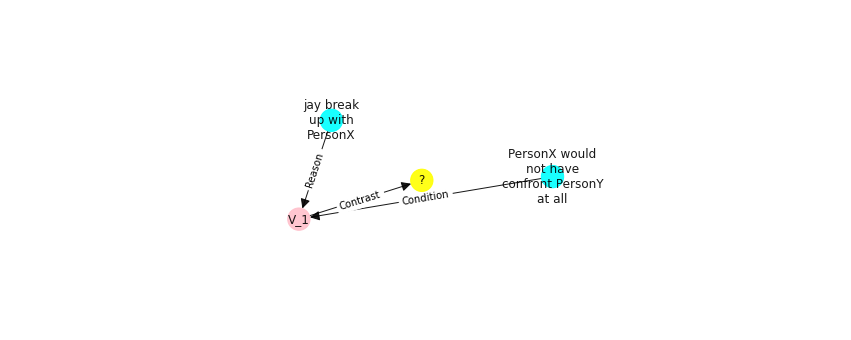 jay break
up with
PersonX
Reason
PersonX would
not have
confront PersonY
at all
?
Contrast
Condition
V_1